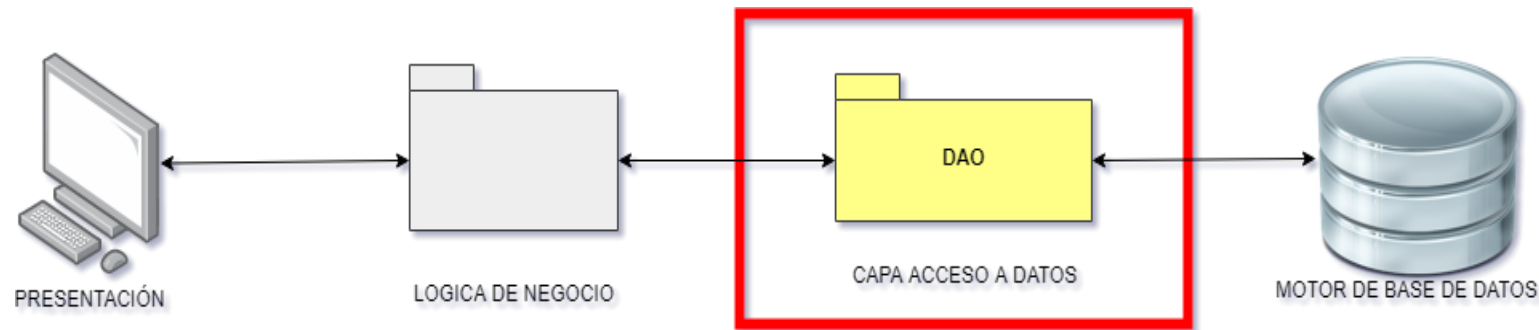 DAO
PRESENTACIÓN
LOGICA DE NEGOCIO
CAPA ACCESO A DATOS
MOTOR DE BASE DE DATOS